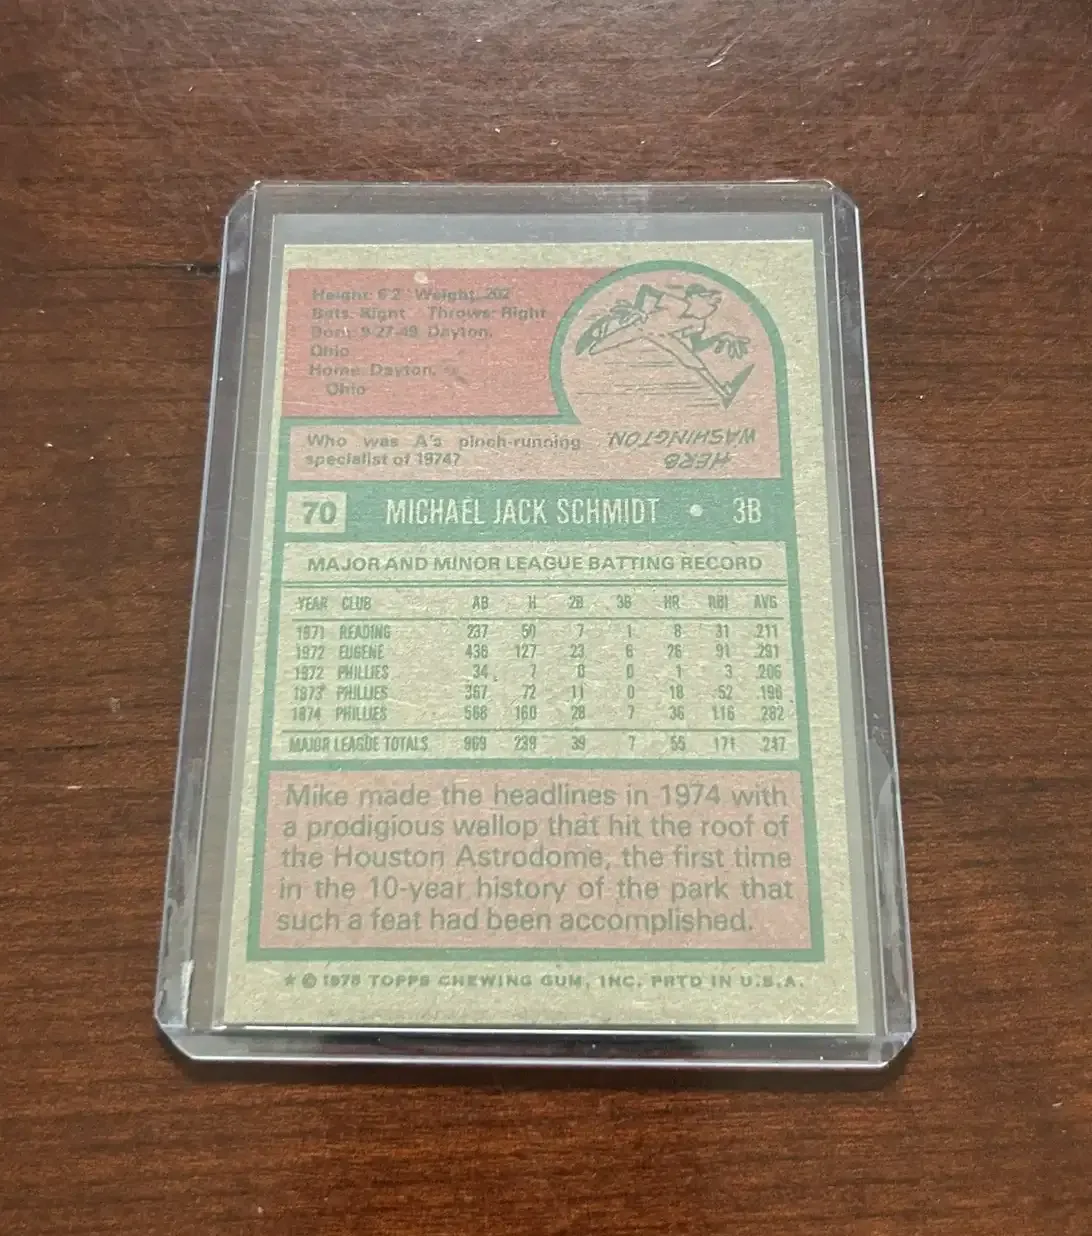 Height: 6'2" Weight: 202
Bats: Right Throws: Right
Born: 9-27-49 Dayton,
Ohio
Home: Dayton,
Ohio
Who was A's pinch-running
specialist of 1974?
HERB
WASHINGTON
70 MICHAEL JACK SCHMIDT • 3B
MAJOR AND MINOR LEAGUE BATTING RECORD
YEAR CLUB AB H 2B 3B HR RBI AVG
1971 READING 237 50 7 1 8 31 .211
1972 EUGENE 436 127 23 6 26 91 .291
1972 PHILLIES 34 7 0 0 1 3 .206
1973 PHILLIES 367 72 11 0 18 52 .196
1974 PHILLIES 568 160 28 7 36 116 .282
MAJOR LEAGUE TOTALS 969 239 39 7 55 171 .247
Mike made the headlines in 1974 with
a prodigious wallop that hit the roof of
the Houston Astrodome, the first time
in the 10-year history of the park that
such a feat had been accomplished.
★ © 1975 TOPPS CHEWING GUM, INC. PRTD IN U.S.A.